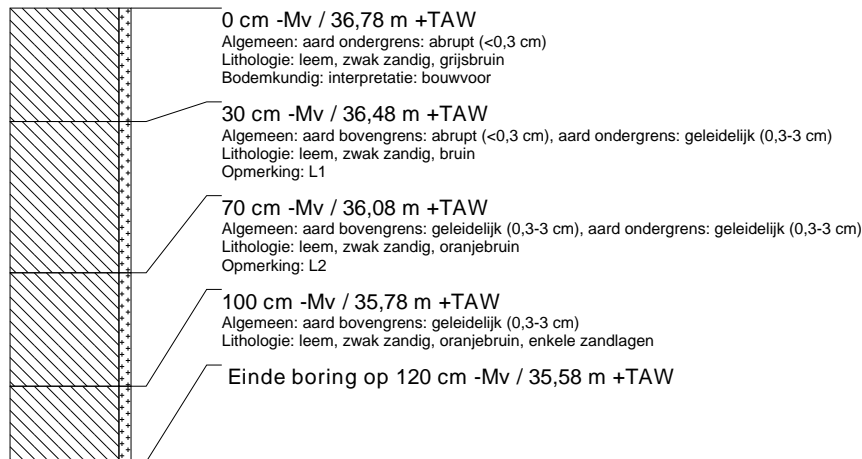 0 cm -Mv / 36,78 m +TAW
Algemeen: aard ondergrens: abrupt (<0,3 cm)
Lithologie: leem, zwak zandig, grijsbruin
Bodemkundig: interpretatie: bouwvoor
30 cm -Mv / 36,48 m +TAW
Algemeen: aard bovengrens: abrupt (<0,3 cm), aard ondergrens: geleidelijk (0,3-3 cm)
Lithologie: leem, zwak zandig, bruin
Opmerking: L1
70 cm -Mv / 36,08 m +TAW
Algemeen: aard bovengrens: geleidelijk (0,3-3 cm), aard ondergrens: geleidelijk (0,3-3 cm)
Lithologie: leem, zwak zandig, oranjebruin
Opmerking: L2
100 cm -Mv / 35,78 m +TAW
Algemeen: aard bovengrens: geleidelijk (0,3-3 cm)
Lithologie: leem, zwak zandig, oranjebruin, enkele zandlagen
Einde boring op 120 cm -Mv / 35,58 m +TAW